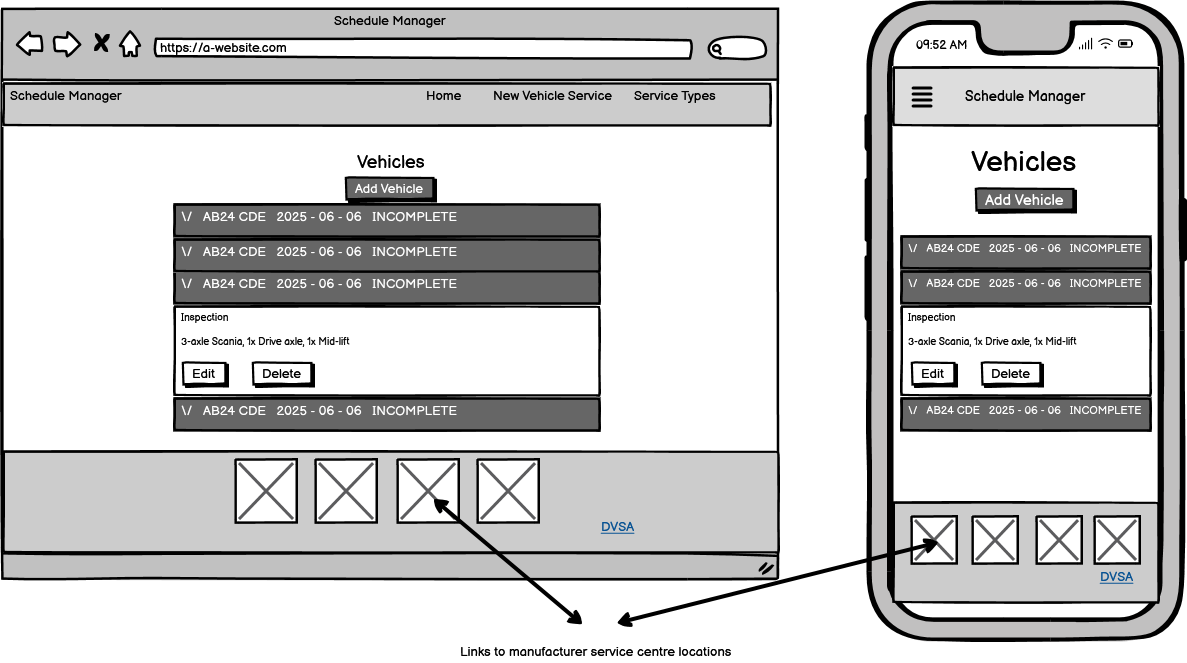 Schedule Manager
https://a-website.com
Schedule Manager Home New Vehicle Service Service Types
Vehicles
Add Vehicle
\/ AB24 CDE 2025 - 06 - 06 INCOMPLETE
\/ AB24 CDE 2025 - 06 - 06 INCOMPLETE
\/ AB24 CDE 2025 - 06 - 06 INCOMPLETE
Inspection
3-axle Scania, 1x Drive axle, 1x Mid-lift
Edit Delete
\/ AB24 CDE 2025 - 06 - 06 INCOMPLETE
DVSA
09:52 AM
Schedule Manager
Vehicles
Add Vehicle
\/ AB24 CDE 2025 - 06 - 06 INCOMPLETE
\/ AB24 CDE 2025 - 06 - 06 INCOMPLETE
Inspection
3-axle Scania, 1x Drive axle, 1x Mid-lift
Edit Delete
\/ AB24 CDE 2025 - 06 - 06 INCOMPLETE
DVSA
Links to manufacturer service centre locations